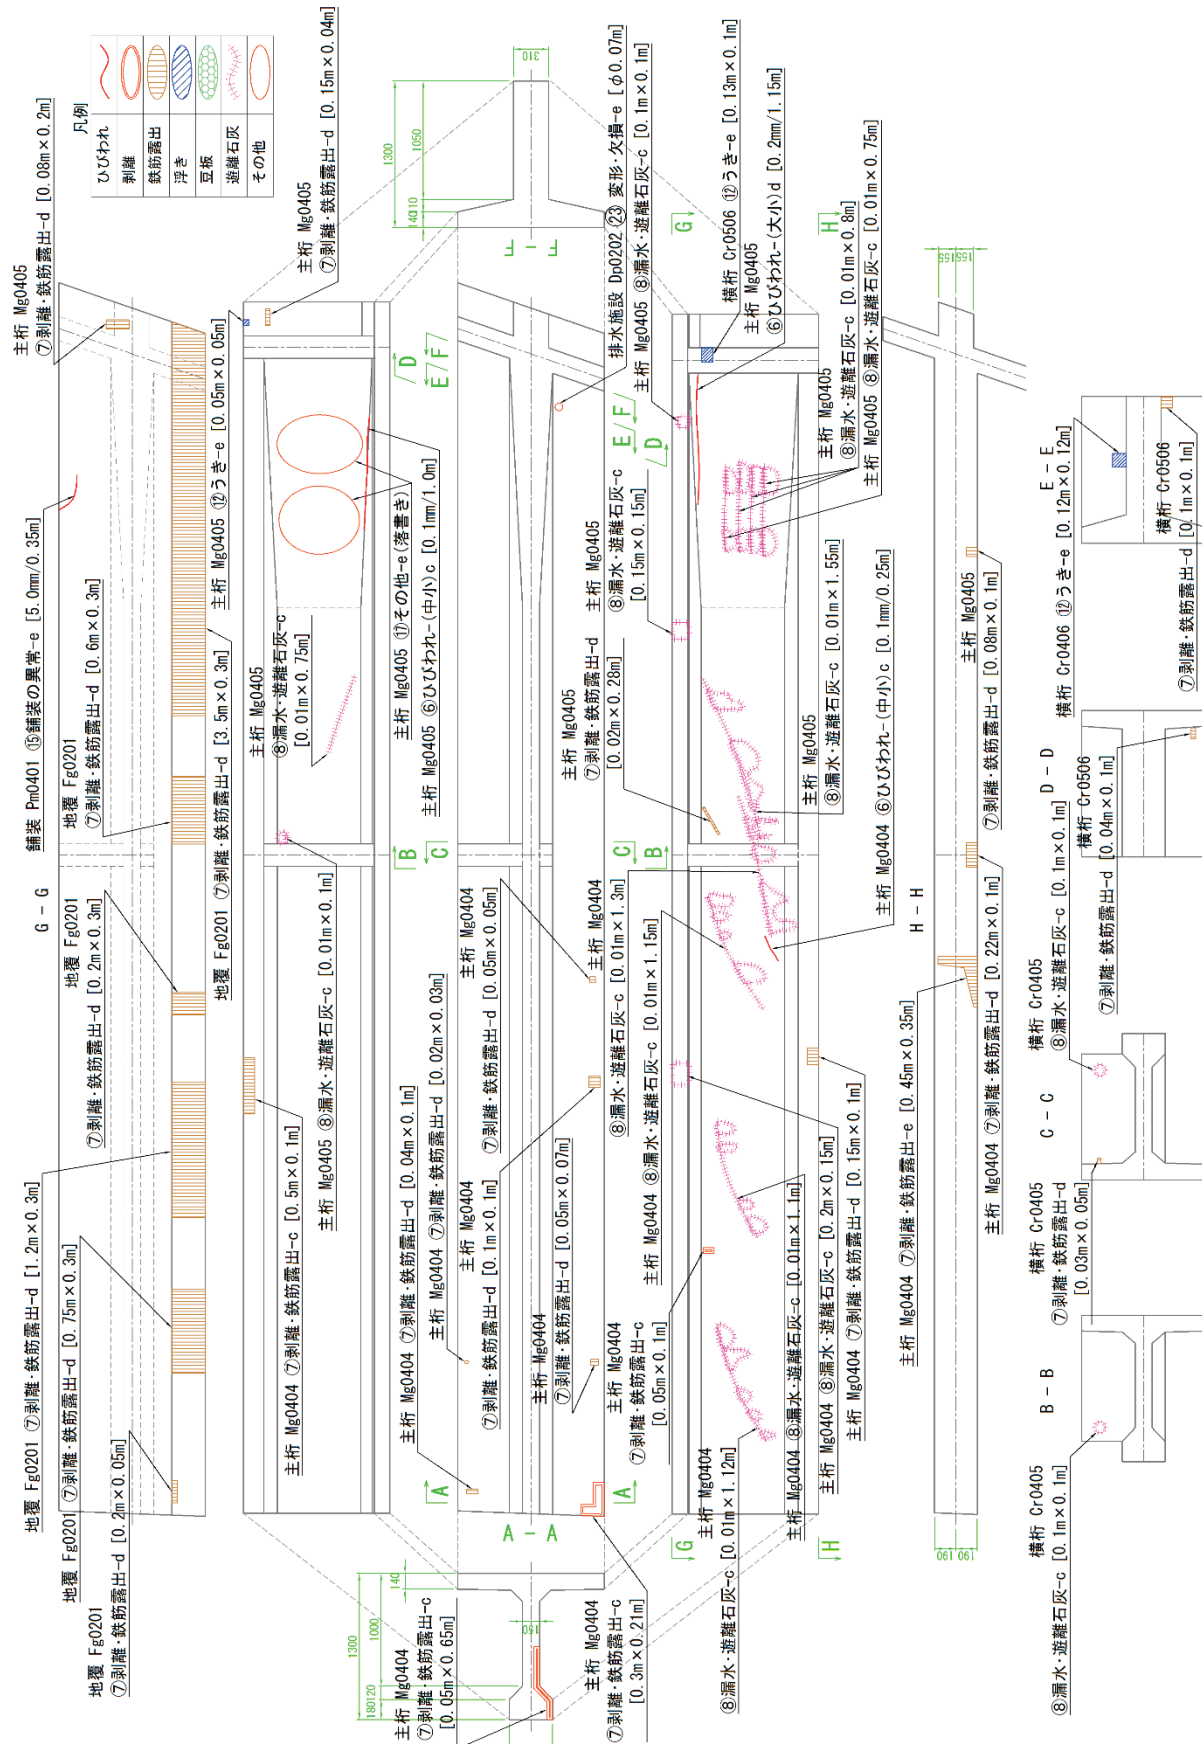 凡例
ひびわれ
剥離
鉄筋露出
浮き
豆板
遊離石灰
その他
G - G
主桁 Mg0405
⑦剥離・鉄筋露出-d [0.08m×0.2m]
舗装 Pm0401 ⑮舗装の異常-e [5.0mm/0.35m]
地覆 Fg0201
⑦剥離・鉄筋露出-d [0.6m×0.3m]
地覆 Fg0201
⑦剥離・鉄筋露出-d [0.2m×0.3m]
地覆 Fg0201 ⑦剥離・鉄筋露出-d [1.2m×0.3m]
地覆 Fg0201 ⑦剥離・鉄筋露出-d [0.75m×0.3m]
地覆 Fg0201
⑦剥離・鉄筋露出-d [0.2m×0.05m]
地覆 Fg0201 ⑦剥離・鉄筋露出-d [3.5m×0.3m]
主桁 Mg0405 ⑫うき-e [0.05m×0.05m]
主桁 Mg0405
⑦剥離・鉄筋露出-d [0.15m×0.04m]
主桁 Mg0405
⑧漏水・遊離石灰-c
[0.01m×0.75m]
主桁 Mg0404 ⑦剥離・鉄筋露出-c [0.5m×0.1m]
主桁 Mg0405 ⑧漏水・遊離石灰-c [0.01m×0.1m]
主桁 Mg0405 ⑰その他-e(落書き)
主桁 Mg0405 ⑥ひびわれ-(中小)c [0.1mm/1.0m]
B
C
D
E
F
主桁 Mg0404 ⑦剥離・鉄筋露出-d [0.04m×0.1m]
主桁 Mg0404 ⑦剥離・鉄筋露出-d [0.02m×0.03m]
主桁 Mg0404
⑦剥離・鉄筋露出-d [0.05m×0.05m]
主桁 Mg0404
⑦剥離・鉄筋露出-d [0.1m×0.1m]
主桁 Mg0404
⑦剥離・鉄筋露出-d [0.05m×0.07m]
A
A - A
A
F - F
1300
1050
110
140
310
1300
1000
120
180
140
150
主桁 Mg0404
⑦剥離・鉄筋露出-c
[0.05m×0.65m]
主桁 Mg0404
⑦剥離・鉄筋露出-c
[0.3m×0.21m]
排水施設 Dp0202 ㉓変形・欠損-e [φ0.07m]
主桁 Mg0405 ⑧漏水・遊離石灰-c [0.1m×0.1m]
主桁 Mg0405
⑧漏水・遊離石灰-c
[0.15m×0.15m]
主桁 Mg0405
⑦剥離・鉄筋露出-d
[0.02m×0.28m]
主桁 Mg0404
⑧漏水・遊離石灰-c [0.01m×1.3m]
主桁 Mg0404 ⑧漏水・遊離石灰-c [0.01m×1.15m]
主桁 Mg0404
⑦剥離・鉄筋露出-c
[0.05m×0.1m]
E
F
D
C
B
G
H
G
H
横桁 Cr0506 ⑫うき-e [0.13m×0.1m]
主桁 Mg0405
⑥ひびわれ-(大小)d [0.2mm/1.15m]
主桁 Mg0405
⑧漏水・遊離石灰-c [0.01m×0.8m]
主桁 Mg0405 ⑧漏水・遊離石灰-c [0.01m×0.75m]
主桁 Mg0405
⑧漏水・遊離石灰-c [0.01m×1.55m]
主桁 Mg0404 ⑥ひびわれ-(中小)c [0.1mm/0.25m]
主桁 Mg0404
⑧漏水・遊離石灰-c [0.01m×1.12m]
主桁 Mg0404 ⑧漏水・遊離石灰-c [0.01m×1.1m]
主桁 Mg0404 ⑧漏水・遊離石灰-c [0.2m×0.15m]
主桁 Mg0404 ⑦剥離・鉄筋露出-d [0.15m×0.1m]
H - H
主桁 Mg0404 ⑦剥離・鉄筋露出-e [0.45m×0.35m]
主桁 Mg0404 ⑦剥離・鉄筋露出-d [0.22m×0.1m]
主桁 Mg0405
⑦剥離・鉄筋露出-d [0.08m×0.1m]
155
155
190
190
B - B
横桁 Cr0405
⑧漏水・遊離石灰-c [0.1m×0.1m]
C - C
横桁 Cr0405
⑦剥離・鉄筋露出-d
[0.03m×0.05m]
横桁 Cr0405
⑧漏水・遊離石灰-c [0.1m×0.1m]
D - D
横桁 Cr0506
⑦剥離・鉄筋露出-d [0.04m×0.1m]
E - E
横桁 Cr0406 ⑫うき-e [0.12m×0.12m]
横桁 Cr0506
⑦剥離・鉄筋露出-d [0.1m×0.1m]